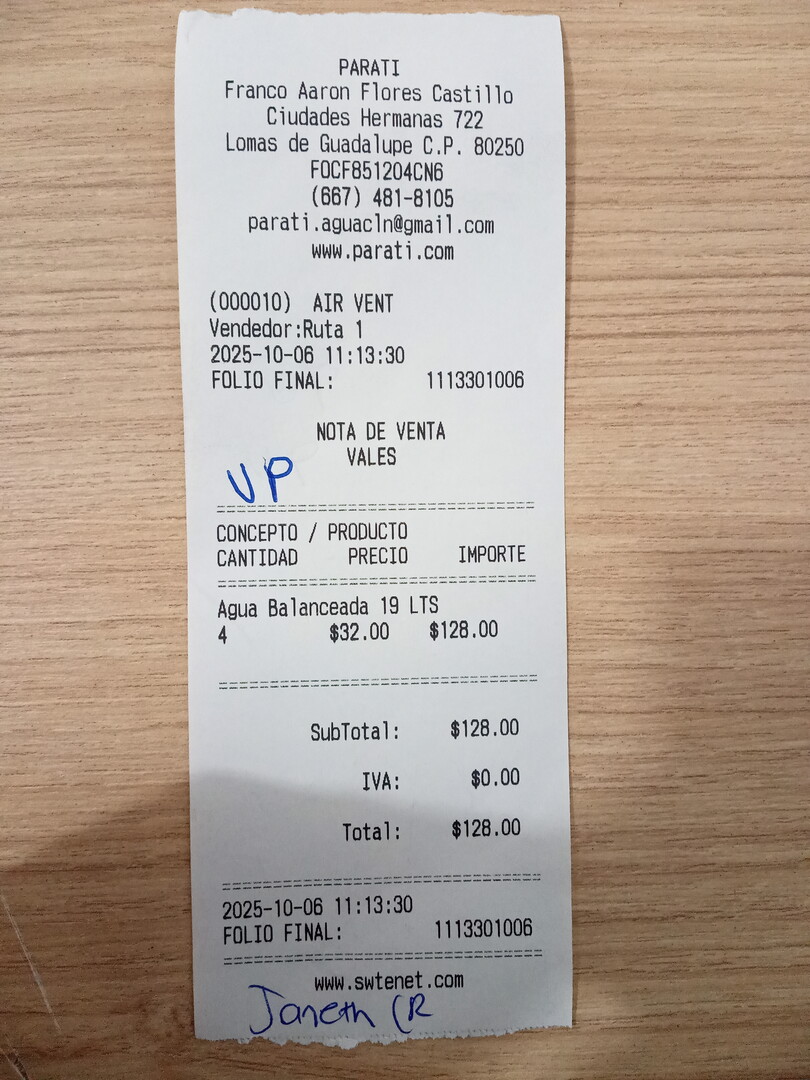 PARATI
Franco Aaron Flores Castillo
Ciudades Hermanas 722
Lomas de Guadalupe C.P. 80250
FOCF851204CN6
(667) 481-8105
parati.aguacln@gmail.com
www.parati.com
(000010) AIR VENT
Vendedor:Ruta 1
2025-10-06 11:13:30
FOLIO FINAL: 1113301006
NOTA DE VENTA
VALES
VP
CONCEPTO / PRODUCTO
CANTIDAD PRECIO IMPORTE
Agua Balanceada 19 LTS
4 $32.00 $128.00
SubTotal: $128.00
IVA: $0.00
Total: $128.00
2025-10-06 11:13:30
FOLIO FINAL: 1113301006
www.swtenet.com
Janeth CR